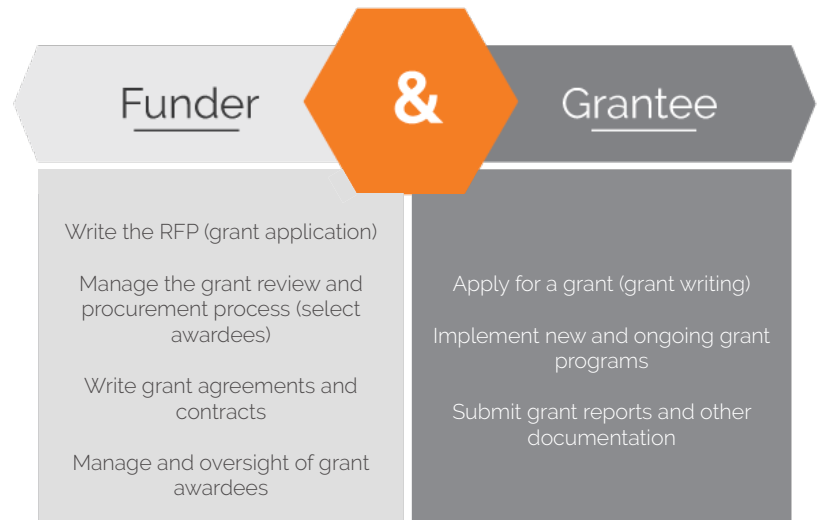 Funder
&
Grantee
Write the RFP (grant application)
Manage the grant review and
procurement process (select
awardees)
Write grant agreements and
contracts
Manage and oversight of grant
awardees
Apply for a grant (grant writing)
Implement new and ongoing grant
programs
Submit grant reports and other
documentation